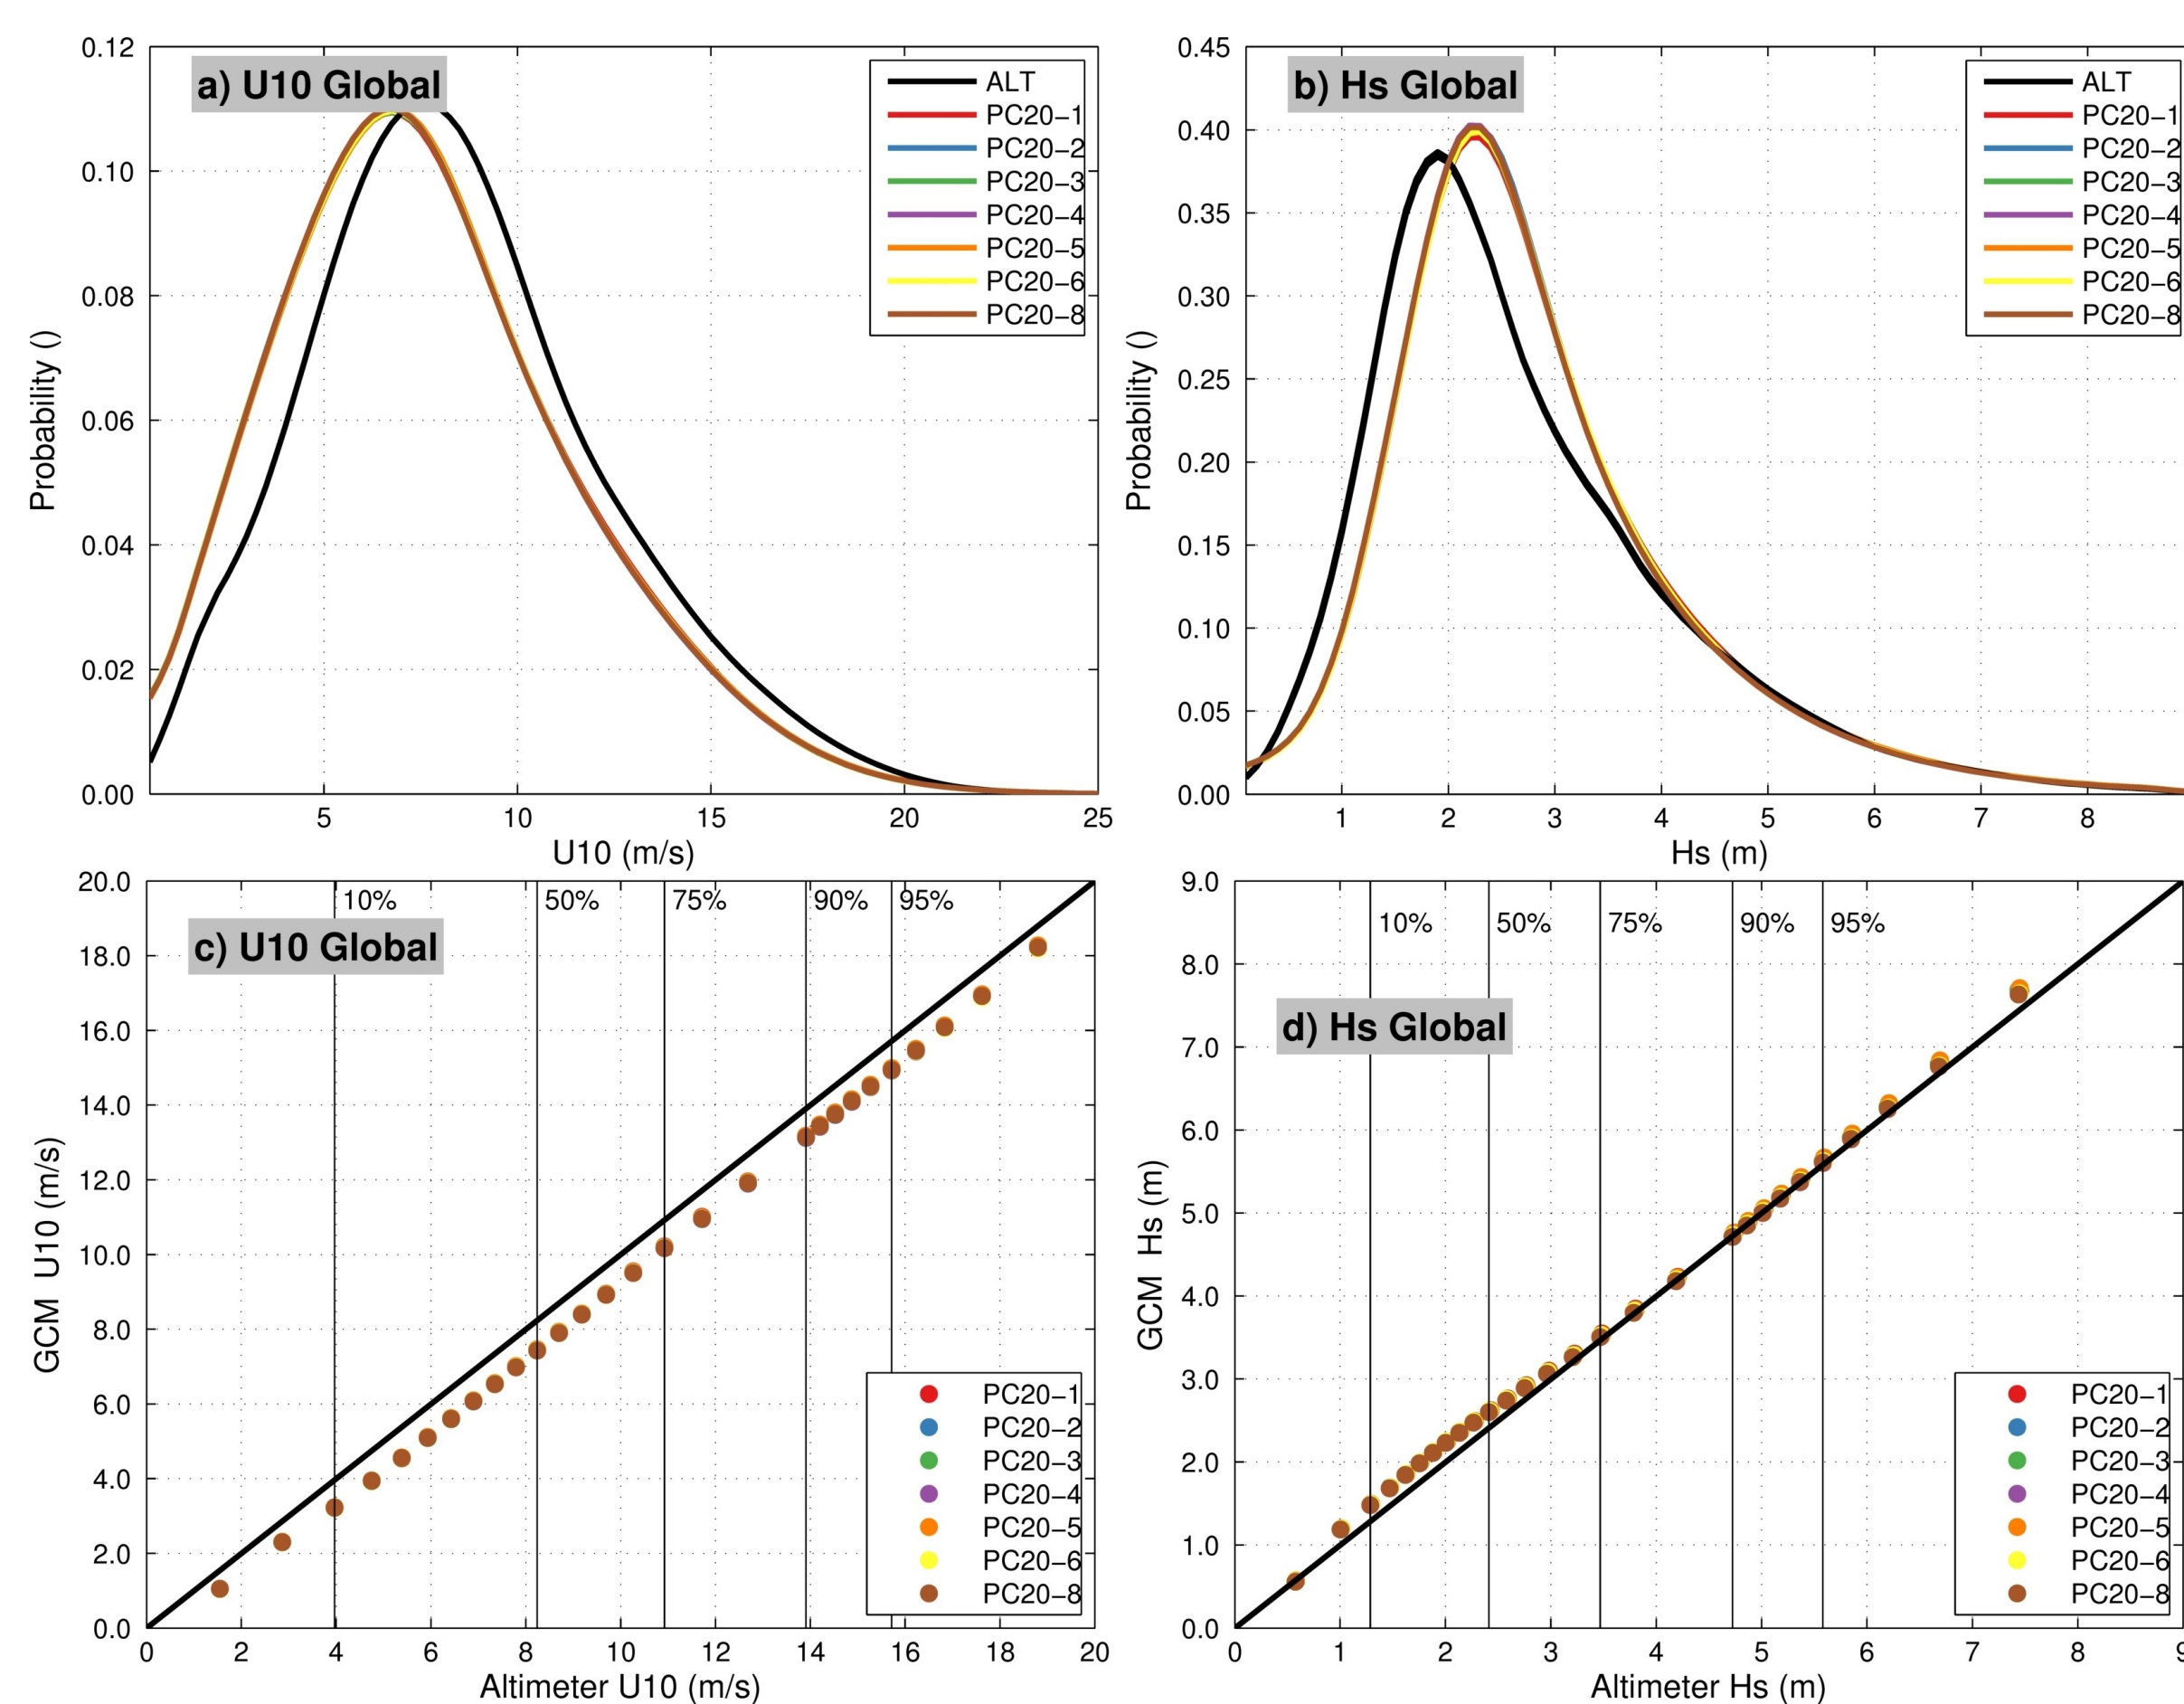 a) U10 Global
ALT
PC20−1
PC20−2
PC20−3
PC20−4
PC20−5
PC20−6
PC20−8
0.12
0.10
0.08
0.06
0.04
0.02
0.00
Probability ()
5 10 15 20 25
U10 (m/s)
b) Hs Global
ALT
PC20−1
PC20−2
PC20−3
PC20−4
PC20−5
PC20−6
PC20−8
0.45
0.40
0.35
0.30
0.25
0.20
0.15
0.10
0.05
0.00
Probability ()
1 2 3 4 5 6 7 8
Hs (m)
c) U10 Global
10% 50% 75% 90% 95%
20.0
18.0
16.0
14.0
12.0
10.0
8.0
6.0
4.0
2.0
0.0
GCM U10 (m/s)
PC20−1
PC20−2
PC20−3
PC20−4
PC20−5
PC20−6
PC20−8
0 2 4 6 8 10 12 14 16 18 20
Altimeter U10 (m/s)
d) Hs Global
10% 50% 75% 90% 95%
9.0
8.0
7.0
6.0
5.0
4.0
3.0
2.0
1.0
0.0
GCM Hs (m)
PC20−1
PC20−2
PC20−3
PC20−4
PC20−5
PC20−6
PC20−8
0 1 2 3 4 5 6 7 8 9
Altimeter Hs (m)